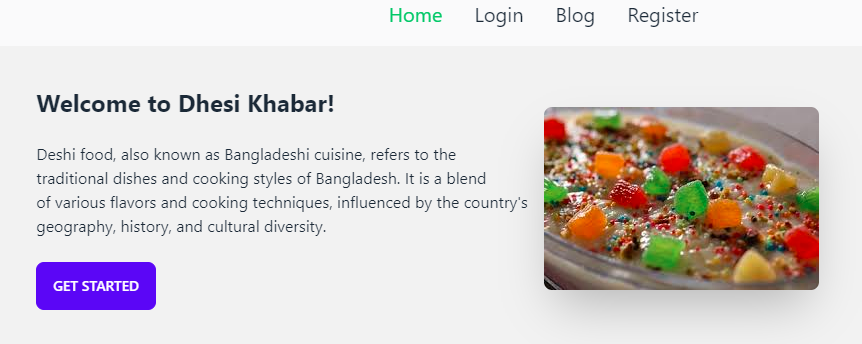 Home Login Blog Register
Welcome to Dhesi Khabar!
Deshi food, also known as Bangladeshi cuisine, refers to the
traditional dishes and cooking styles of Bangladesh. It is a blend
of various flavors and cooking techniques, influenced by the country's
geography, history, and cultural diversity.
GET STARTED